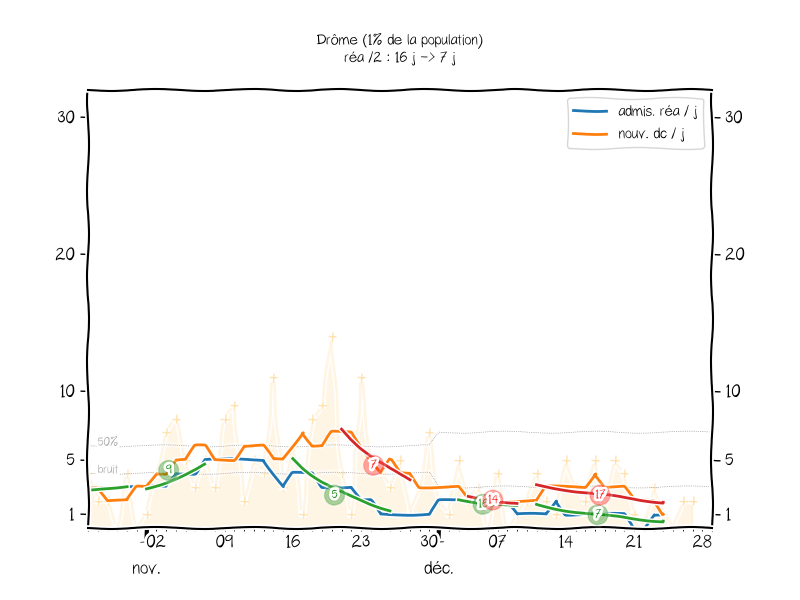 Drôme (1% de la population)
réa /2 : 16 j -> 7 j
admis. réa / j
nouv. dc / j
30 30
20 20
10 10
50%
5 5
bruit
1 1
9
5
7
14
17
7
02 09 16 23 30 07 14 21 28
nov. déc.